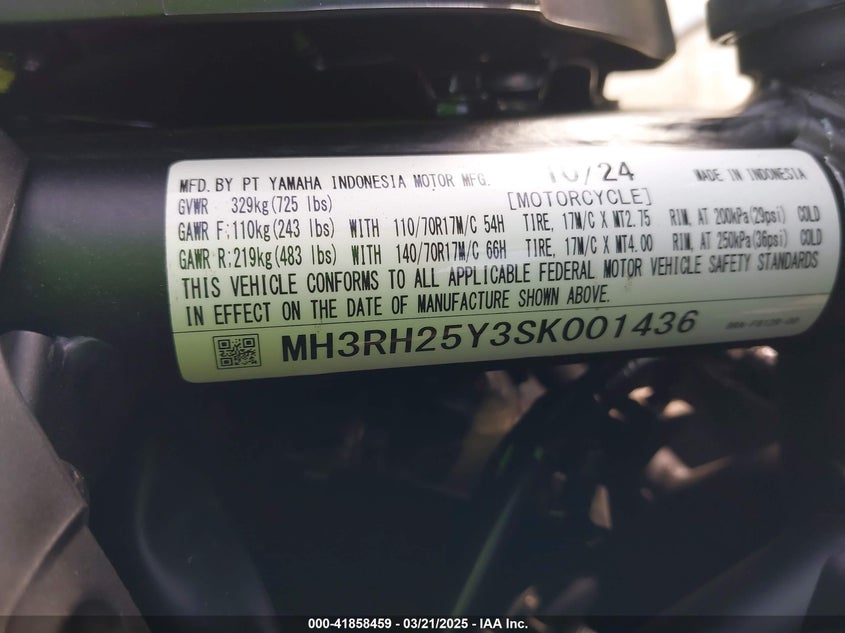 MFD. BY PT YAMAHA INDONESIA MOTOR MFG. 10/24 MADE IN INDONESIA
GVWR 329kg(725 lbs) [MOTORCYCLE]
GAWR F:110kg(243 lbs) WITH 110/70R17M/C 54H TIRE, 17M/C X MT2.75 RIM, AT 200kPa(29psi) COLD
GAWR R:219kg(483 lbs) WITH 140/70R17M/C 66H TIRE, 17M/C X MT4.00 RIM, AT 250kPa(36psi) COLD
THIS VEHICLE CONFORMS TO ALL APPLICABLE FEDERAL MOTOR VEHICLE SAFETY STANDARDS
IN EFFECT ON THE DATE OF MANUFACTURE SHOWN ABOVE.
MH3RH25Y3SK001436
000-41858459 - 03/21/2025 - IAA Inc.